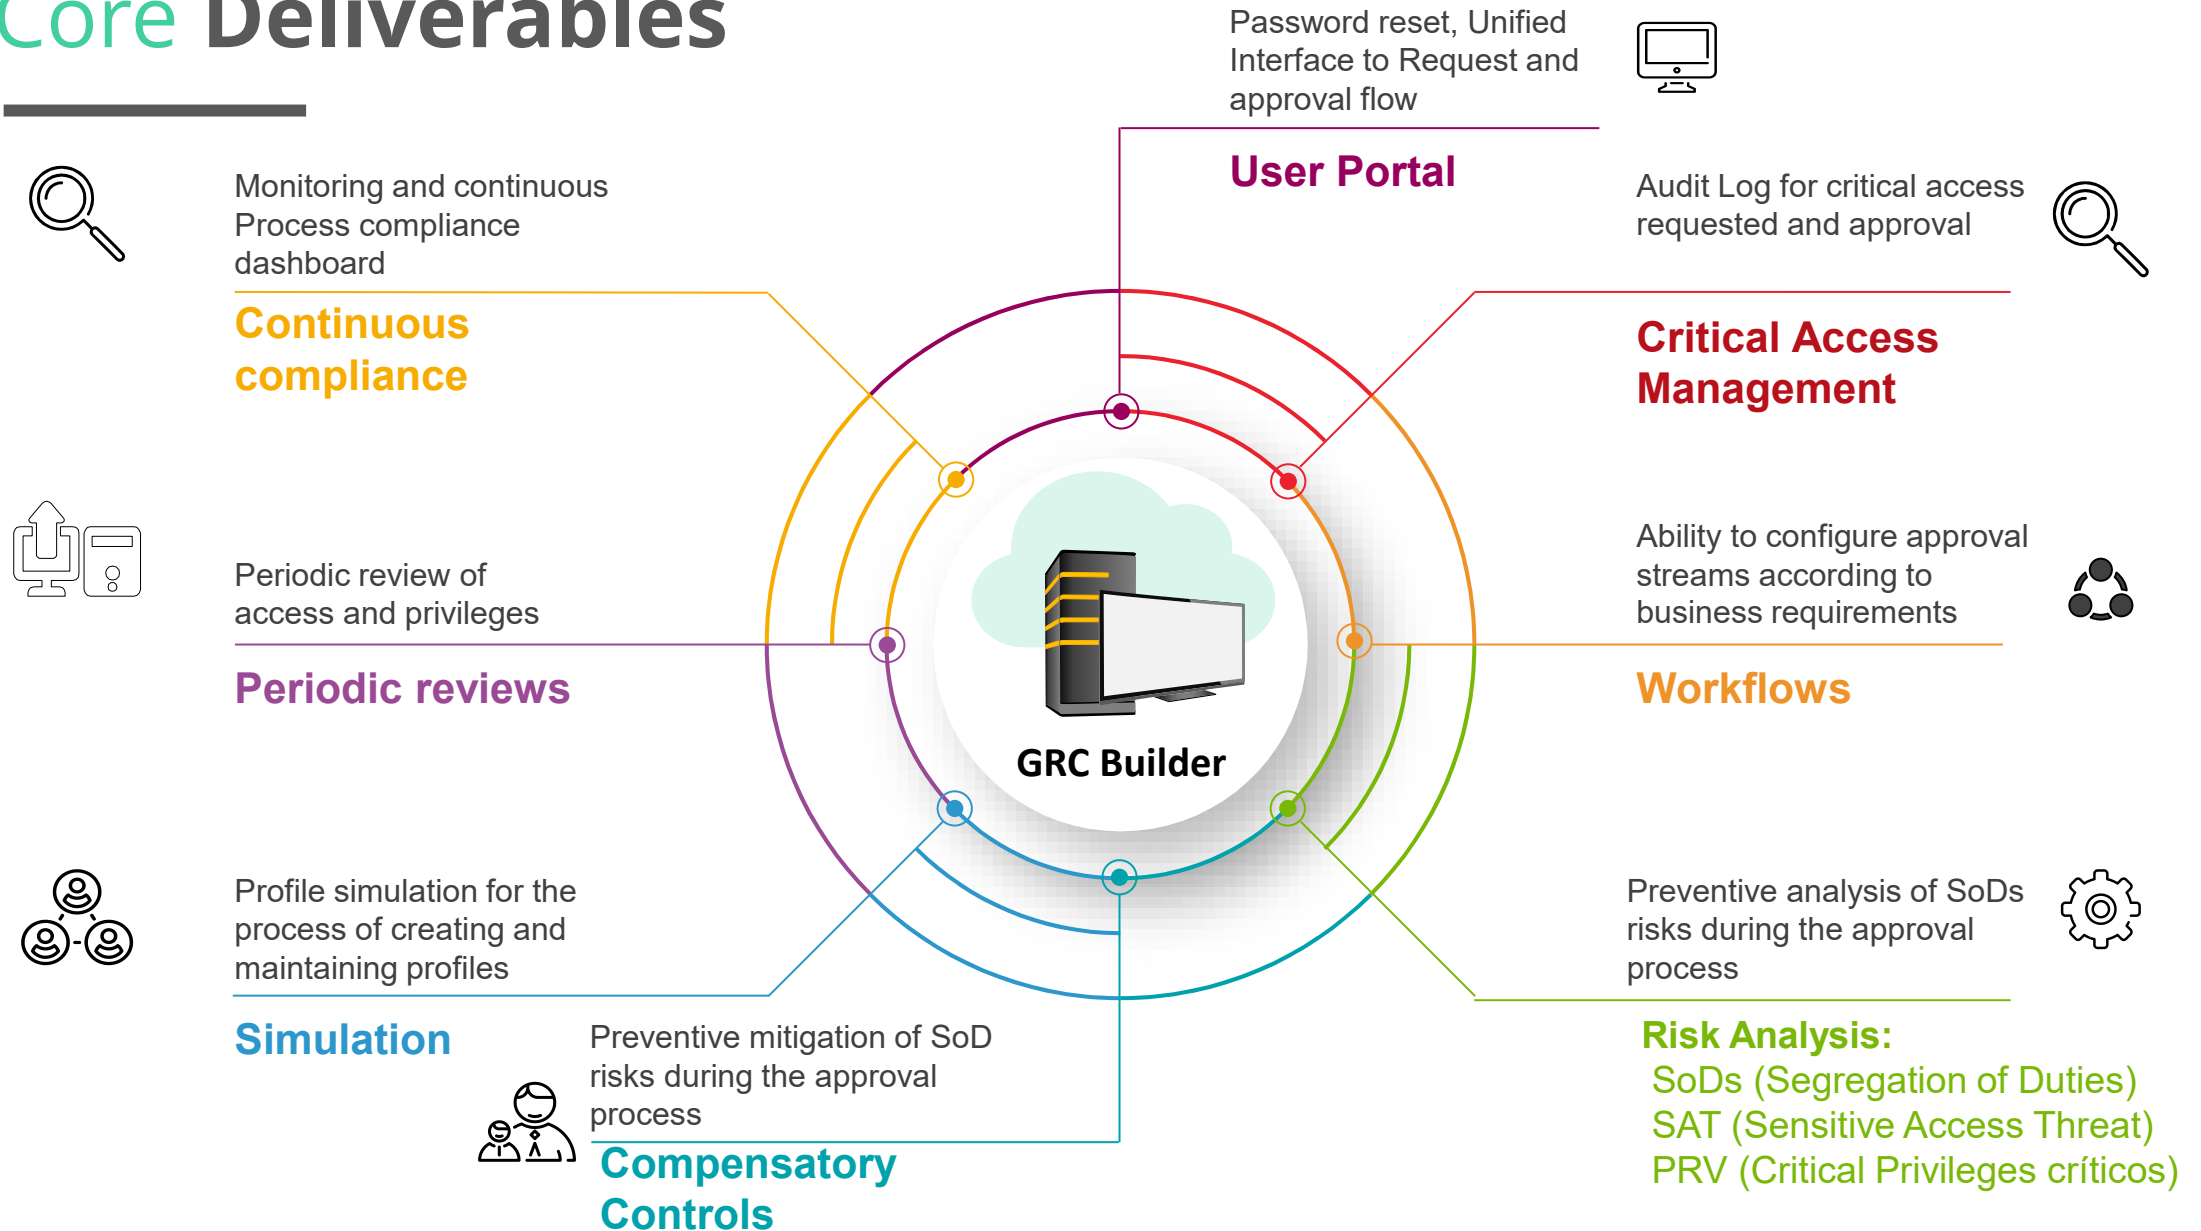 Core Deliverables
Password reset, Unified
Interface to Request and
approval flow
User Portal
Monitoring and continuous
Process compliance
dashboard
Continuous
compliance
Audit Log for critical access
requested and approval
Critical Access
Management
Periodic review of
access and privileges
Periodic reviews
Ability to configure approval
streams according to
business requirements
Workflows
GRC Builder
Profile simulation for the
process of creating and
maintaining profiles
Simulation
Preventive analysis of SoDs
risks during the approval
process
Risk Analysis:
SoDs (Segregation of Duties)
SAT (Sensitive Access Threat)
PRV (Critical Privileges críticos)
Preventive mitigation of SoD
risks during the approval
process
Compensatory
Controls